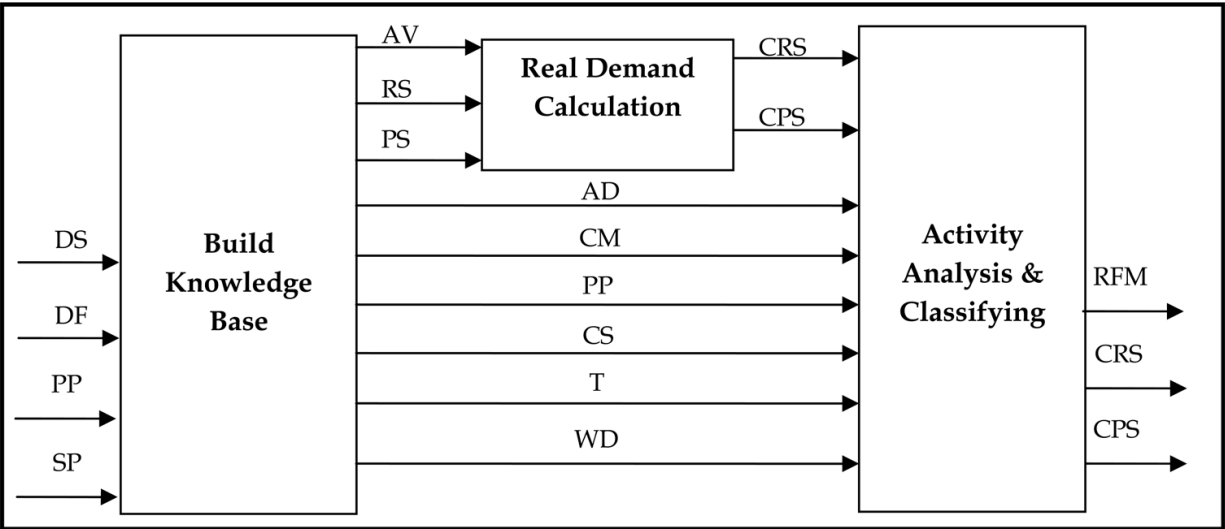 DS
DF
PP
SP
Build
Knowledge
Base
AV
RS
PS
Real Demand
Calculation
CRS
CPS
AD
CM
PP
CS
T
WD
Activity
Analysis &
Classifying
RFM
CRS
CPS